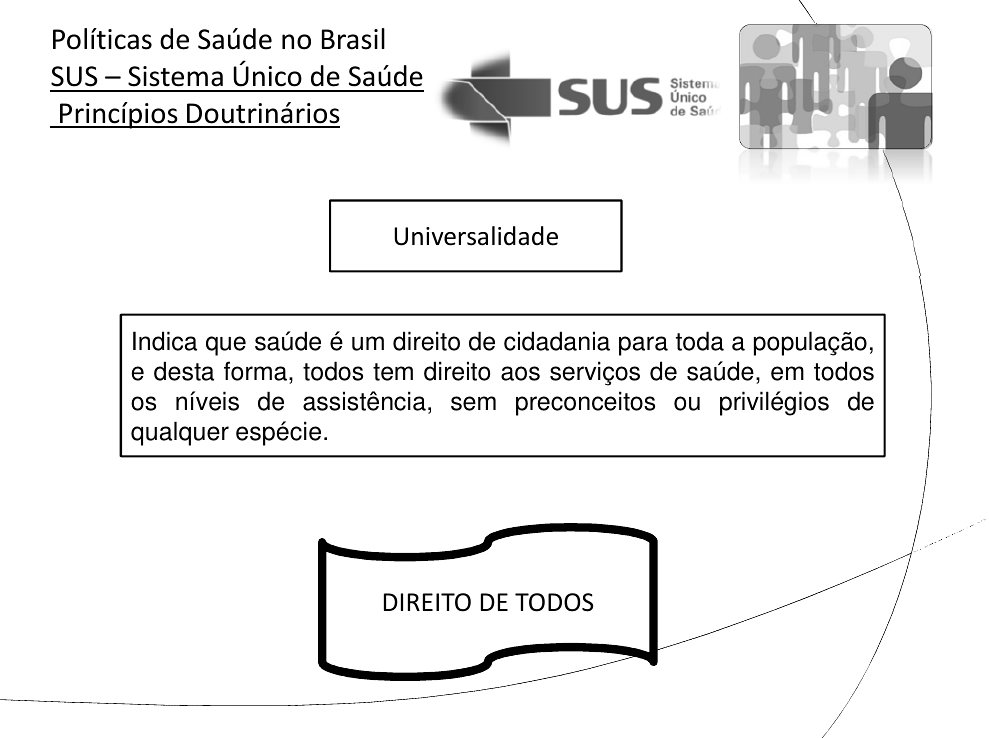 Políticas de Saúde no Brasil
SUS – Sistema Único de Saúde
Princípios Doutrinários
SUS
Sistema
Único
de Saúde
Universalidade
Indica que saúde é um direito de cidadania para toda a população,
e desta forma, todos tem direito aos serviços de saúde, em todos
os níveis de assistência, sem preconceitos ou privilégios de
qualquer espécie.
DIREITO DE TODOS